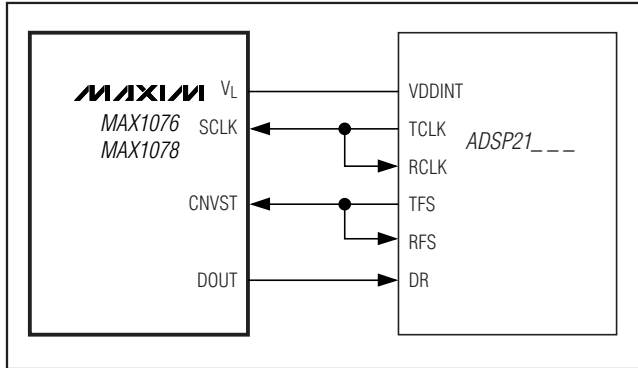 MAXIM
MAX1076
MAX1078
VL
SCLK
CNVST
DOUT
VDDINT
TCLK
RCLK
TFS
RFS
DR
ADSP21_ _ _